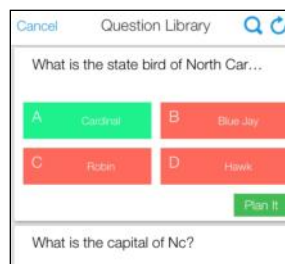 Cancel Question Library
What is the state bird of North Car...
A Cardinal B Blue Jay
C Robin D Hawk
Plan It
What is the capital of Nc?